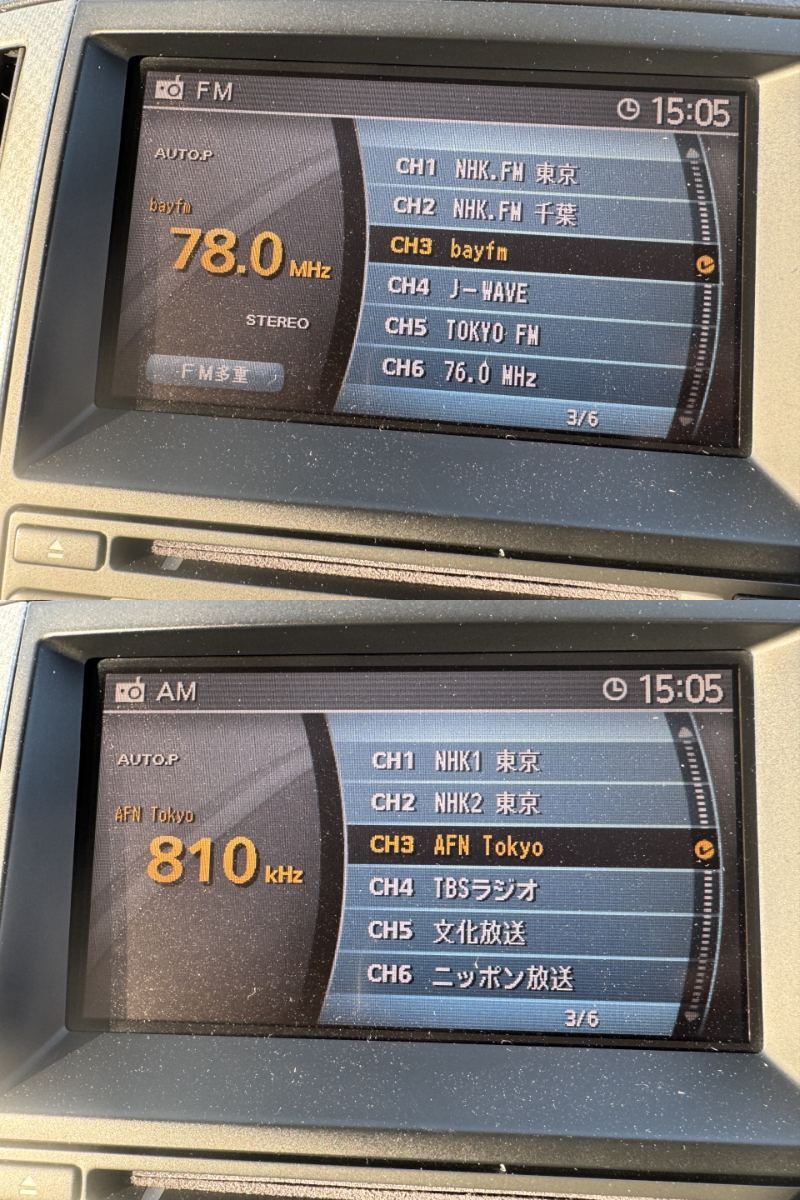 FM
15:05
AUTO.P
bayfm
78.0 MHz
STEREO
FM多重
CH1 NHK.FM 東京
CH2 NHK.FM 千葉
CH3 bayfm
CH4 J-WAVE
CH5 TOKYO FM
CH6 76.0 MHz
3/6
AM
15:05
AUTO.P
AFN Tokyo
810 kHz
CH1 NHK1 東京
CH2 NHK2 東京
CH3 AFN Tokyo
CH4 TBSラジオ
CH5 文化放送
CH6 ニッポン放送
3/6